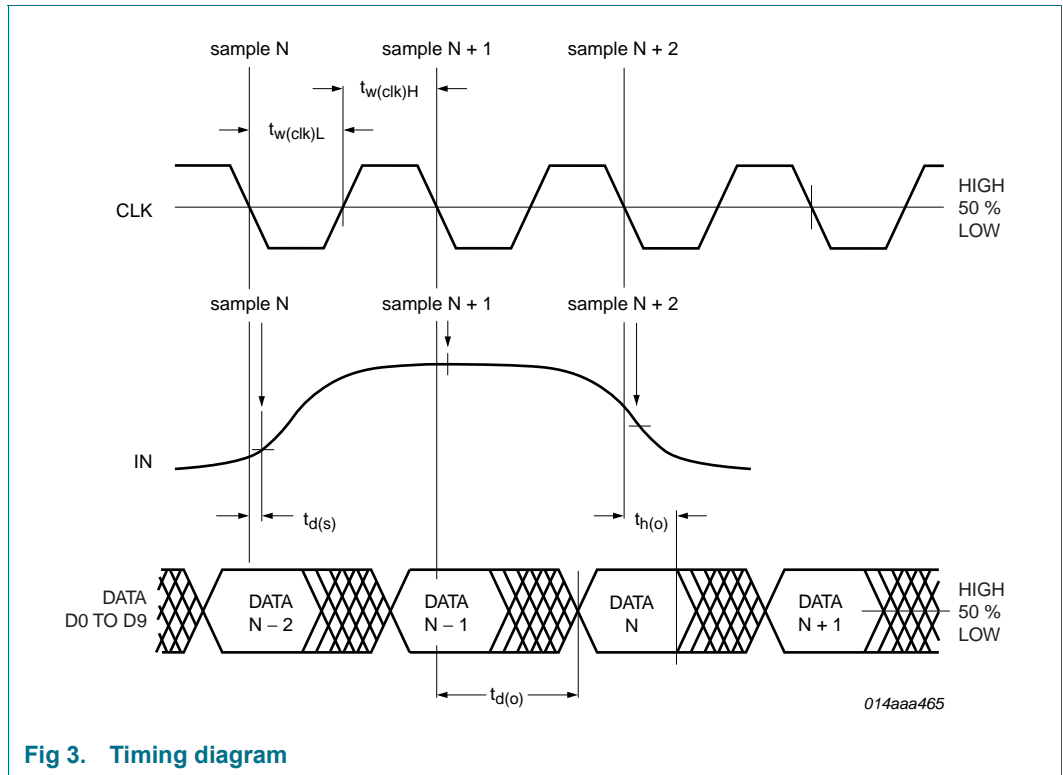 sample N sample N + 1 sample N + 2
tw(clk)H
tw(clk)L
CLK
HIGH
50 %
LOW
sample N sample N + 1 sample N + 2
IN
td(s)
th(o)
DATA
D0 TO D9
DATA
N – 2
DATA
N – 1
DATA
N
DATA
N + 1
HIGH
50 %
LOW
td(o)
014aaa465
Fig 3. Timing diagram